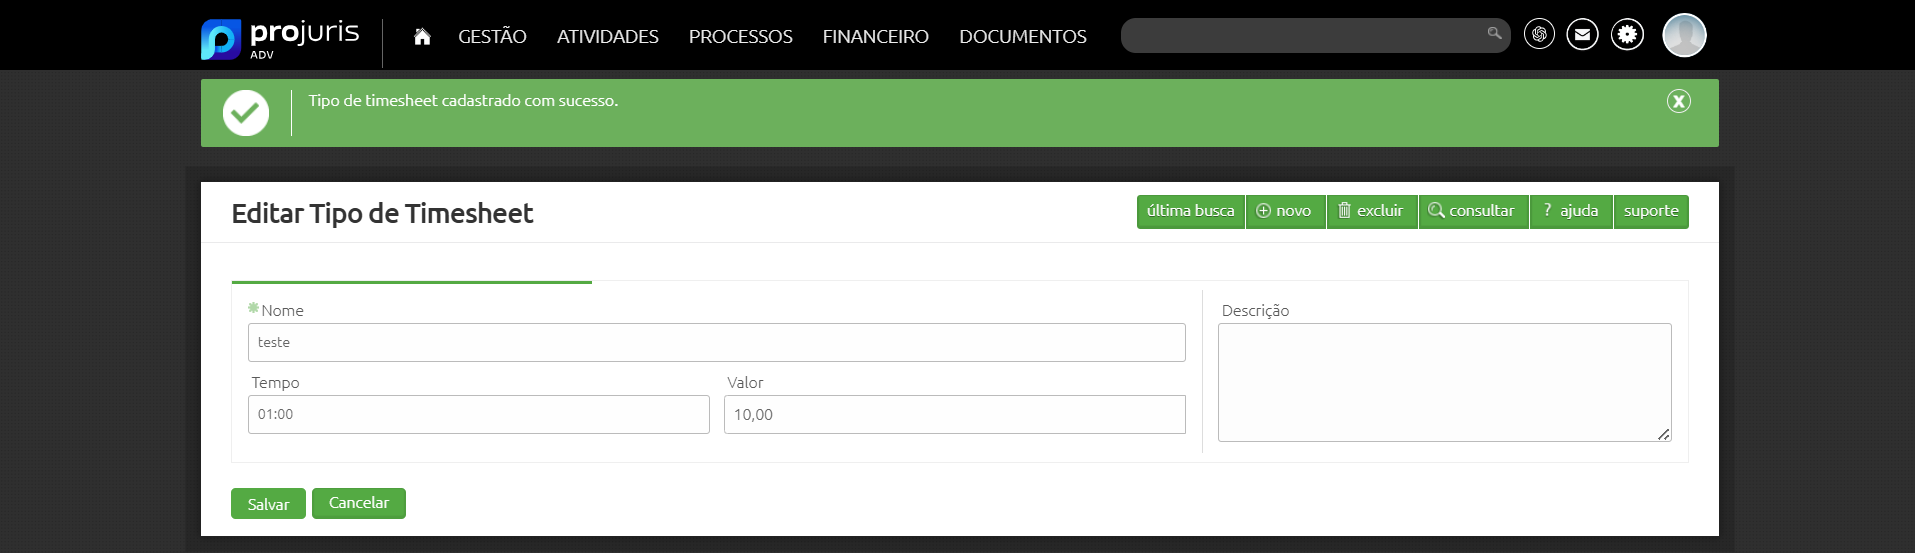 projuris
ADV
GESTÃO ATIVIDADES PROCESSOS FINANCEIRO DOCUMENTOS
Tipo de timesheet cadastrado com sucesso.
Editar Tipo de Timesheet
última busca novo excluir consultar ? ajuda suporte
Nome
teste
Descrição
Tempo
Valor
01:00
10,00
Salvar Cancelar